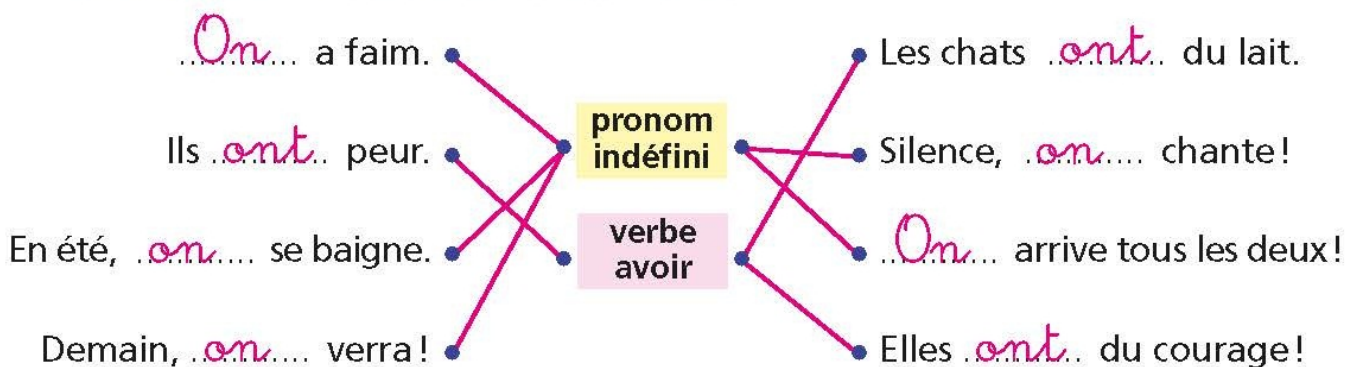 On a faim.
Ils ont peur.
En été, on se baigne.
Demain, on verra !
pronom
indéfini
verbe
avoir
Les chats ont du lait.
Silence, on chante !
On arrive tous les deux !
Elles ont du courage !